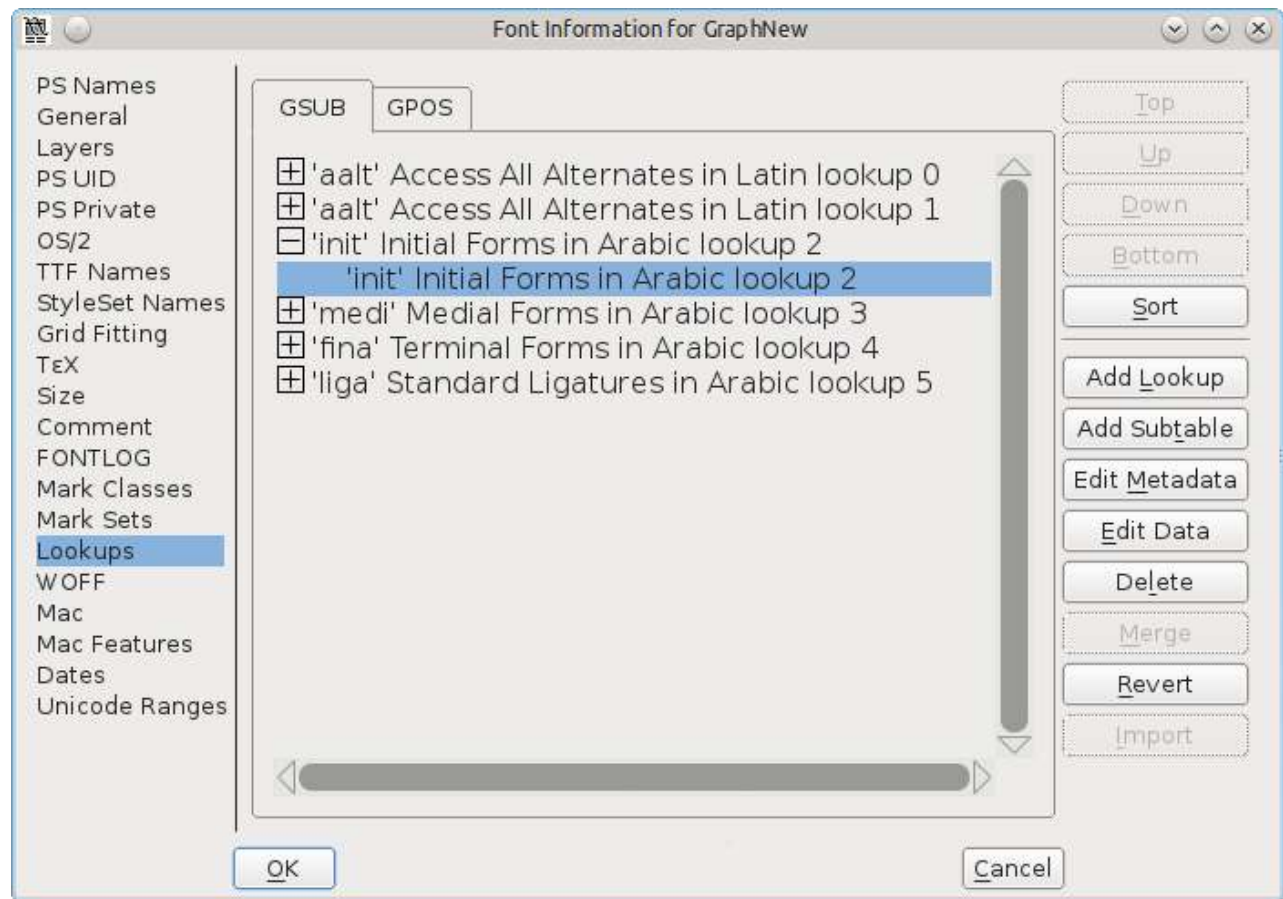 Font Information for GraphNew
PS Names
General
Layers
PS UID
PS Private
OS/2
TTF Names
StyleSet Names
Grid Fitting
TεX
Size
Comment
FONTLOG
Mark Classes
Mark Sets
Lookups
WOFF
Mac
Mac Features
Dates
Unicode Ranges
GSUB GPOS
'aalt' Access All Alternates in Latin lookup 0
'aalt' Access All Alternates in Latin lookup 1
'init' Initial Forms in Arabic lookup 2
'init' Initial Forms in Arabic lookup 2
'medi' Medial Forms in Arabic lookup 3
'fina' Terminal Forms in Arabic lookup 4
'liga' Standard Ligatures in Arabic lookup 5
Top
Up
Down
Bottom
Sort
Add Lookup
Add Subtable
Edit Metadata
Edit Data
Delete
Merge
Revert
Import
OK Cancel